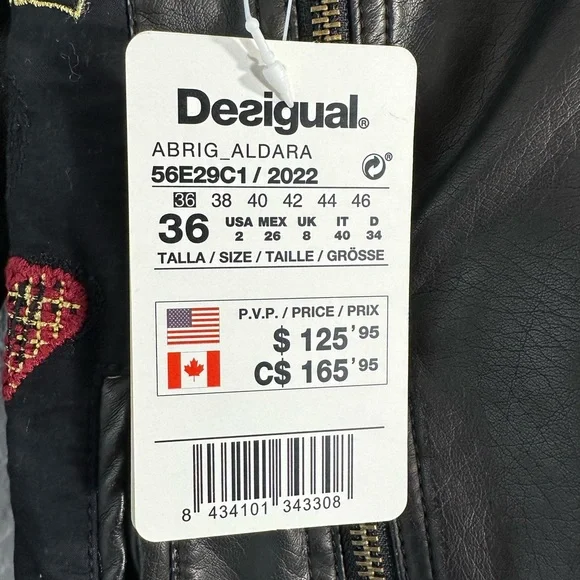 Desigual®
ABRIG_ALDARA
®
56E29C1 / 2022
36 38 40 42 44 46
36 USA MEX UK IT D
2 26 8 40 34
TALLA / SIZE / TAILLE / GRÖSSE
P.V.P. / PRICE / PRIX
$ 125'95
C$ 165'95
8 434101 343308